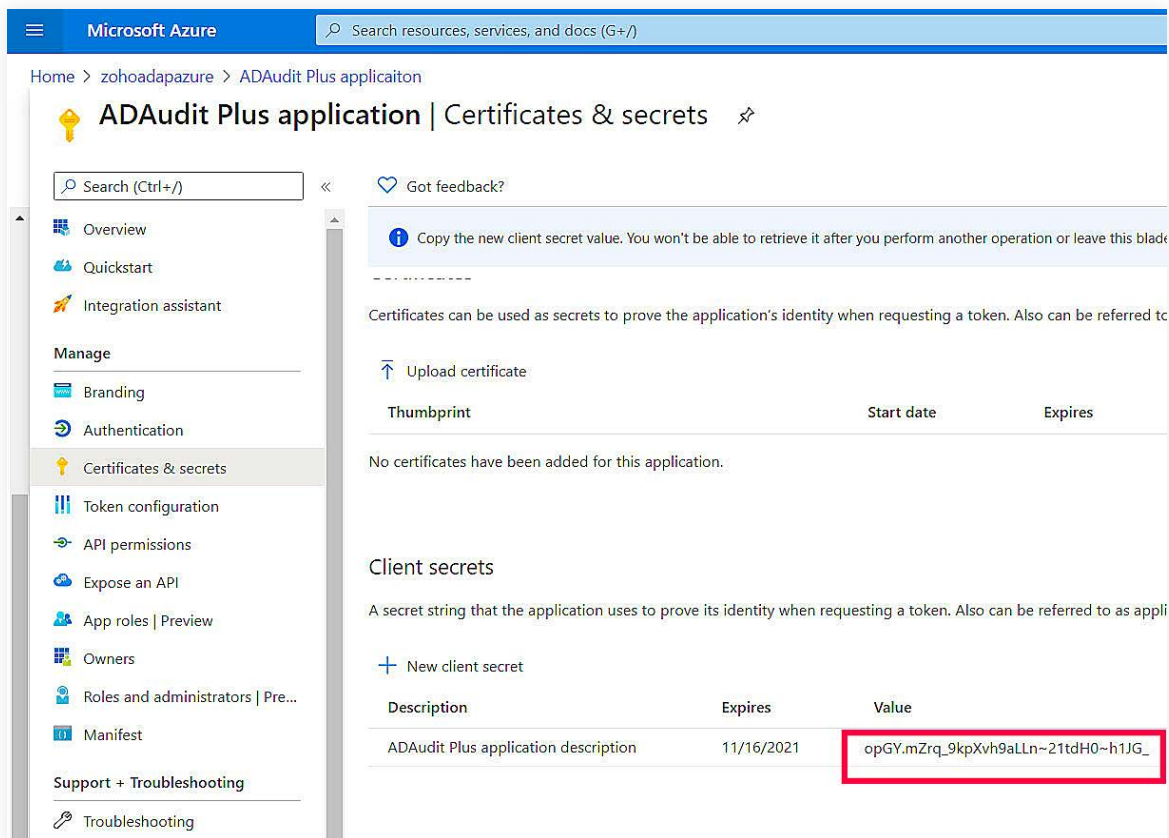 Microsoft Azure
Search resources, services, and docs (G+/)
Home > zohoadapazure > ADAudit Plus applicaiton
ADAudit Plus application | Certificates & secrets
Search (Ctrl+/)
«
Got feedback?
Overview
Quickstart
Integration assistant
Manage
Branding
Authentication
Certificates & secrets
Token configuration
API permissions
Expose an API
App roles | Preview
Owners
Roles and administrators | Pre...
Manifest
Support + Troubleshooting
Troubleshooting
Copy the new client secret value. You won't be able to retrieve it after you perform another operation or leave this blade
Certificates can be used as secrets to prove the application's identity when requesting a token. Also can be referred to
Upload certificate
Thumbprint Start date Expires
No certificates have been added for this application.
Client secrets
A secret string that the application uses to prove its identity when requesting a token. Also can be referred to as appli
New client secret
Description Expires Value
ADAudit Plus application description 11/16/2021 opGY.mZrq_9kpXvh9aLLn~21tdH0~h1JG_